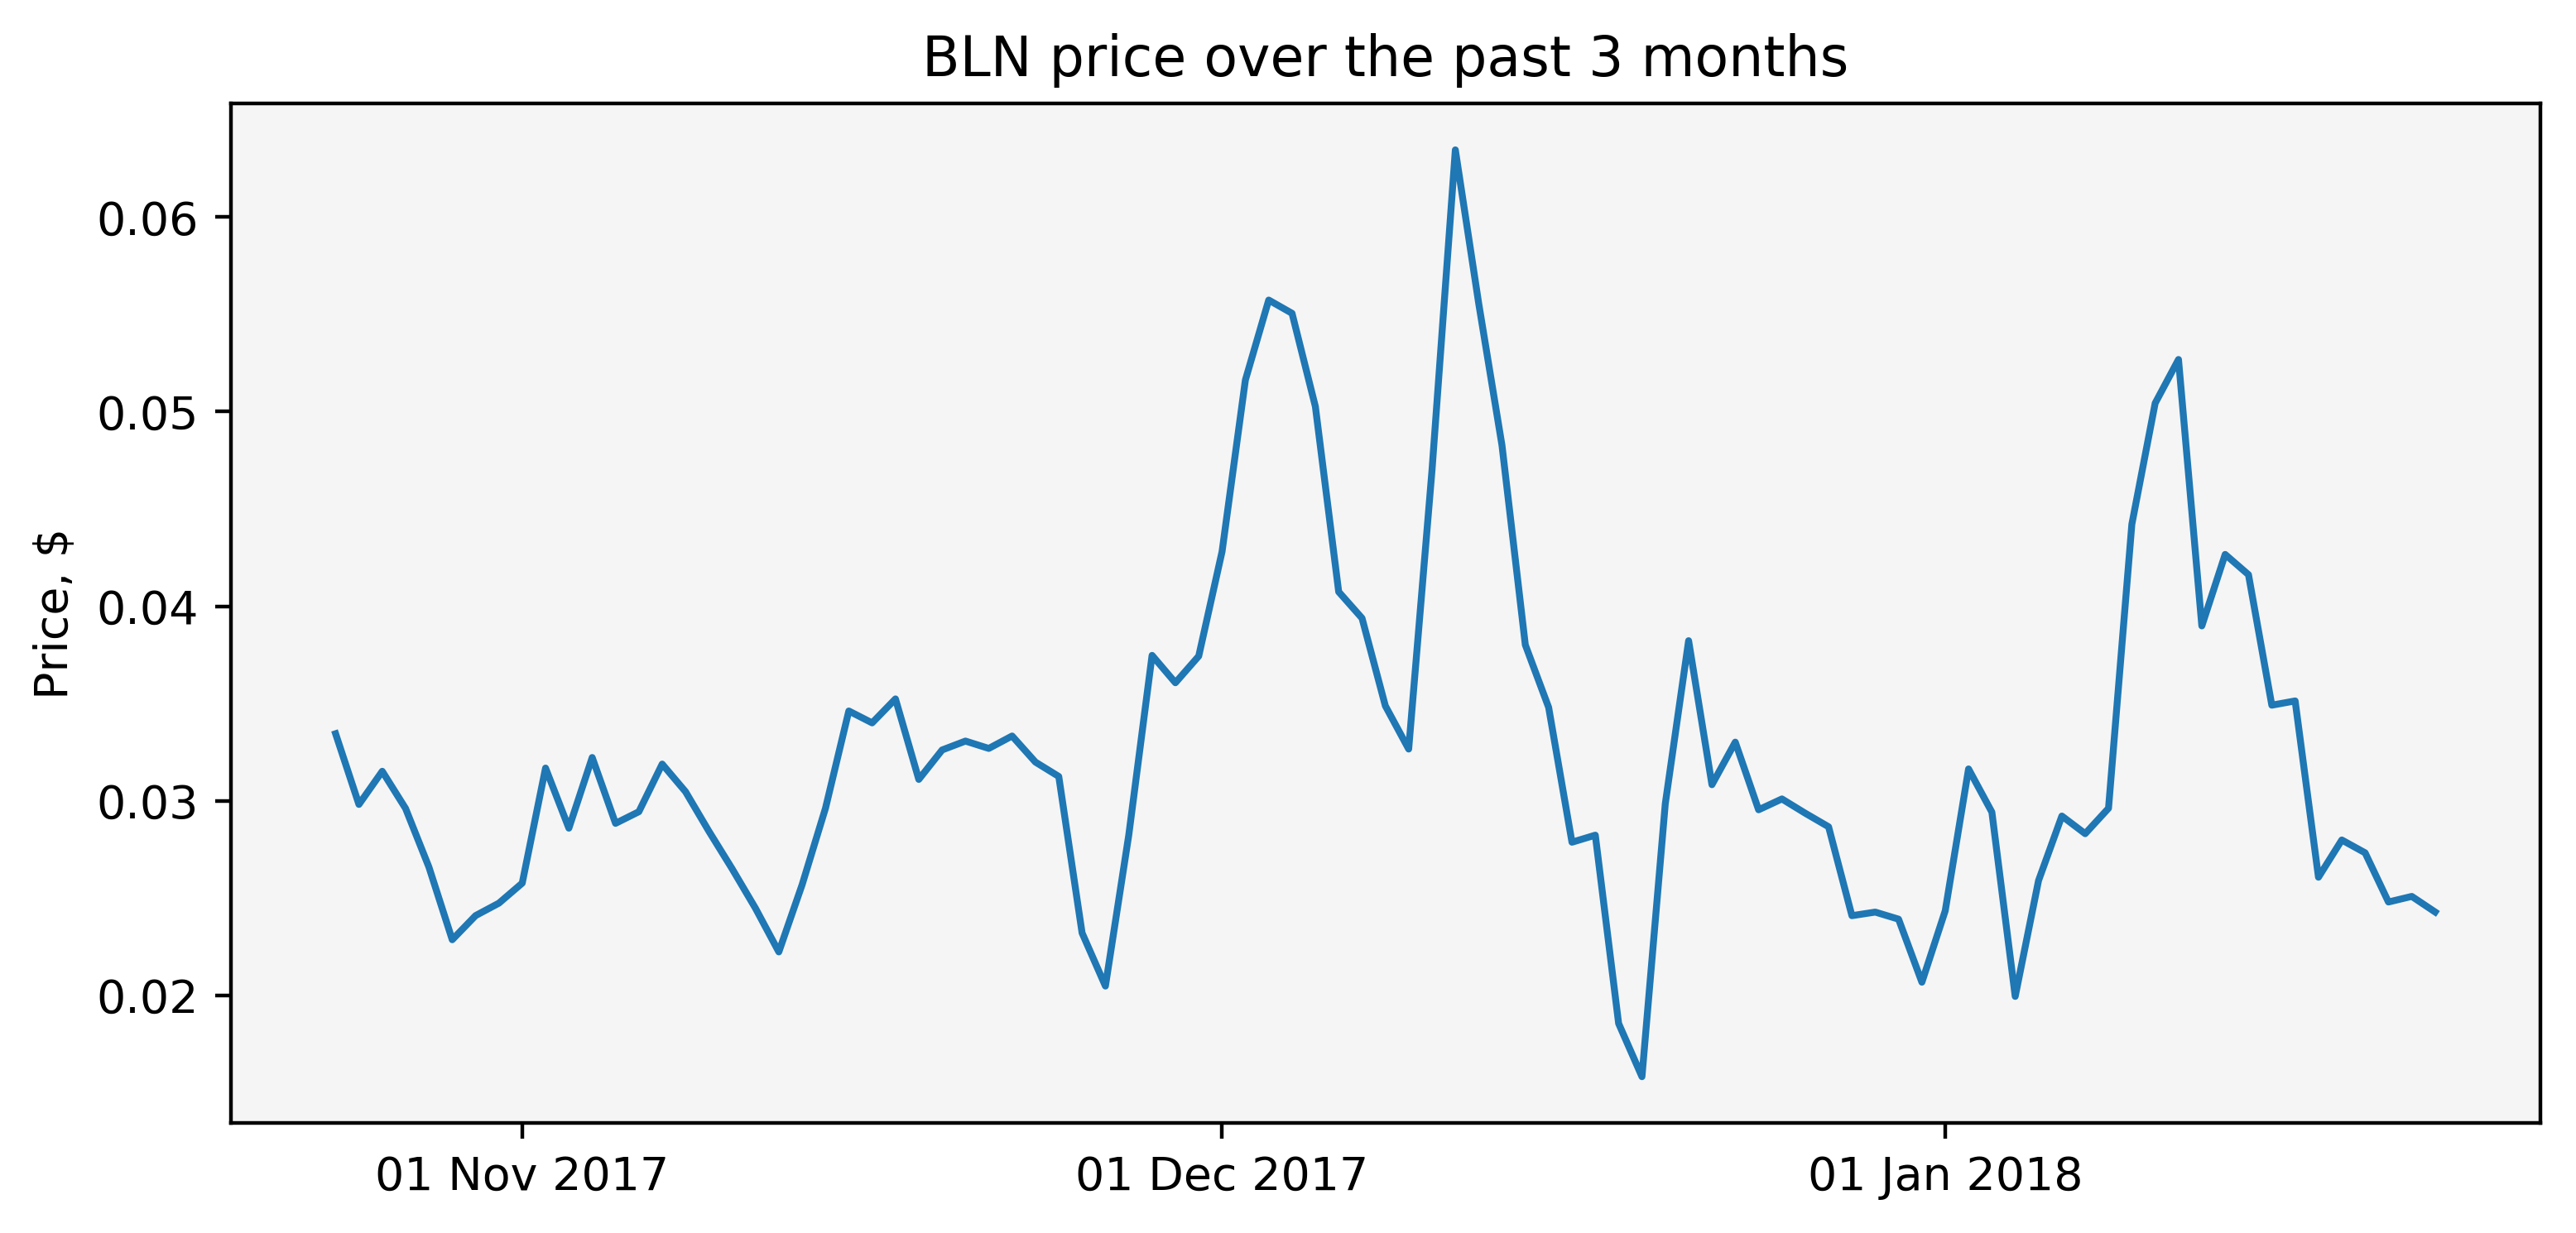 BLN price over the past 3 months
Price, $
0.06
0.05
0.04
0.03
0.02
01 Nov 2017
01 Dec 2017
01 Jan 2018